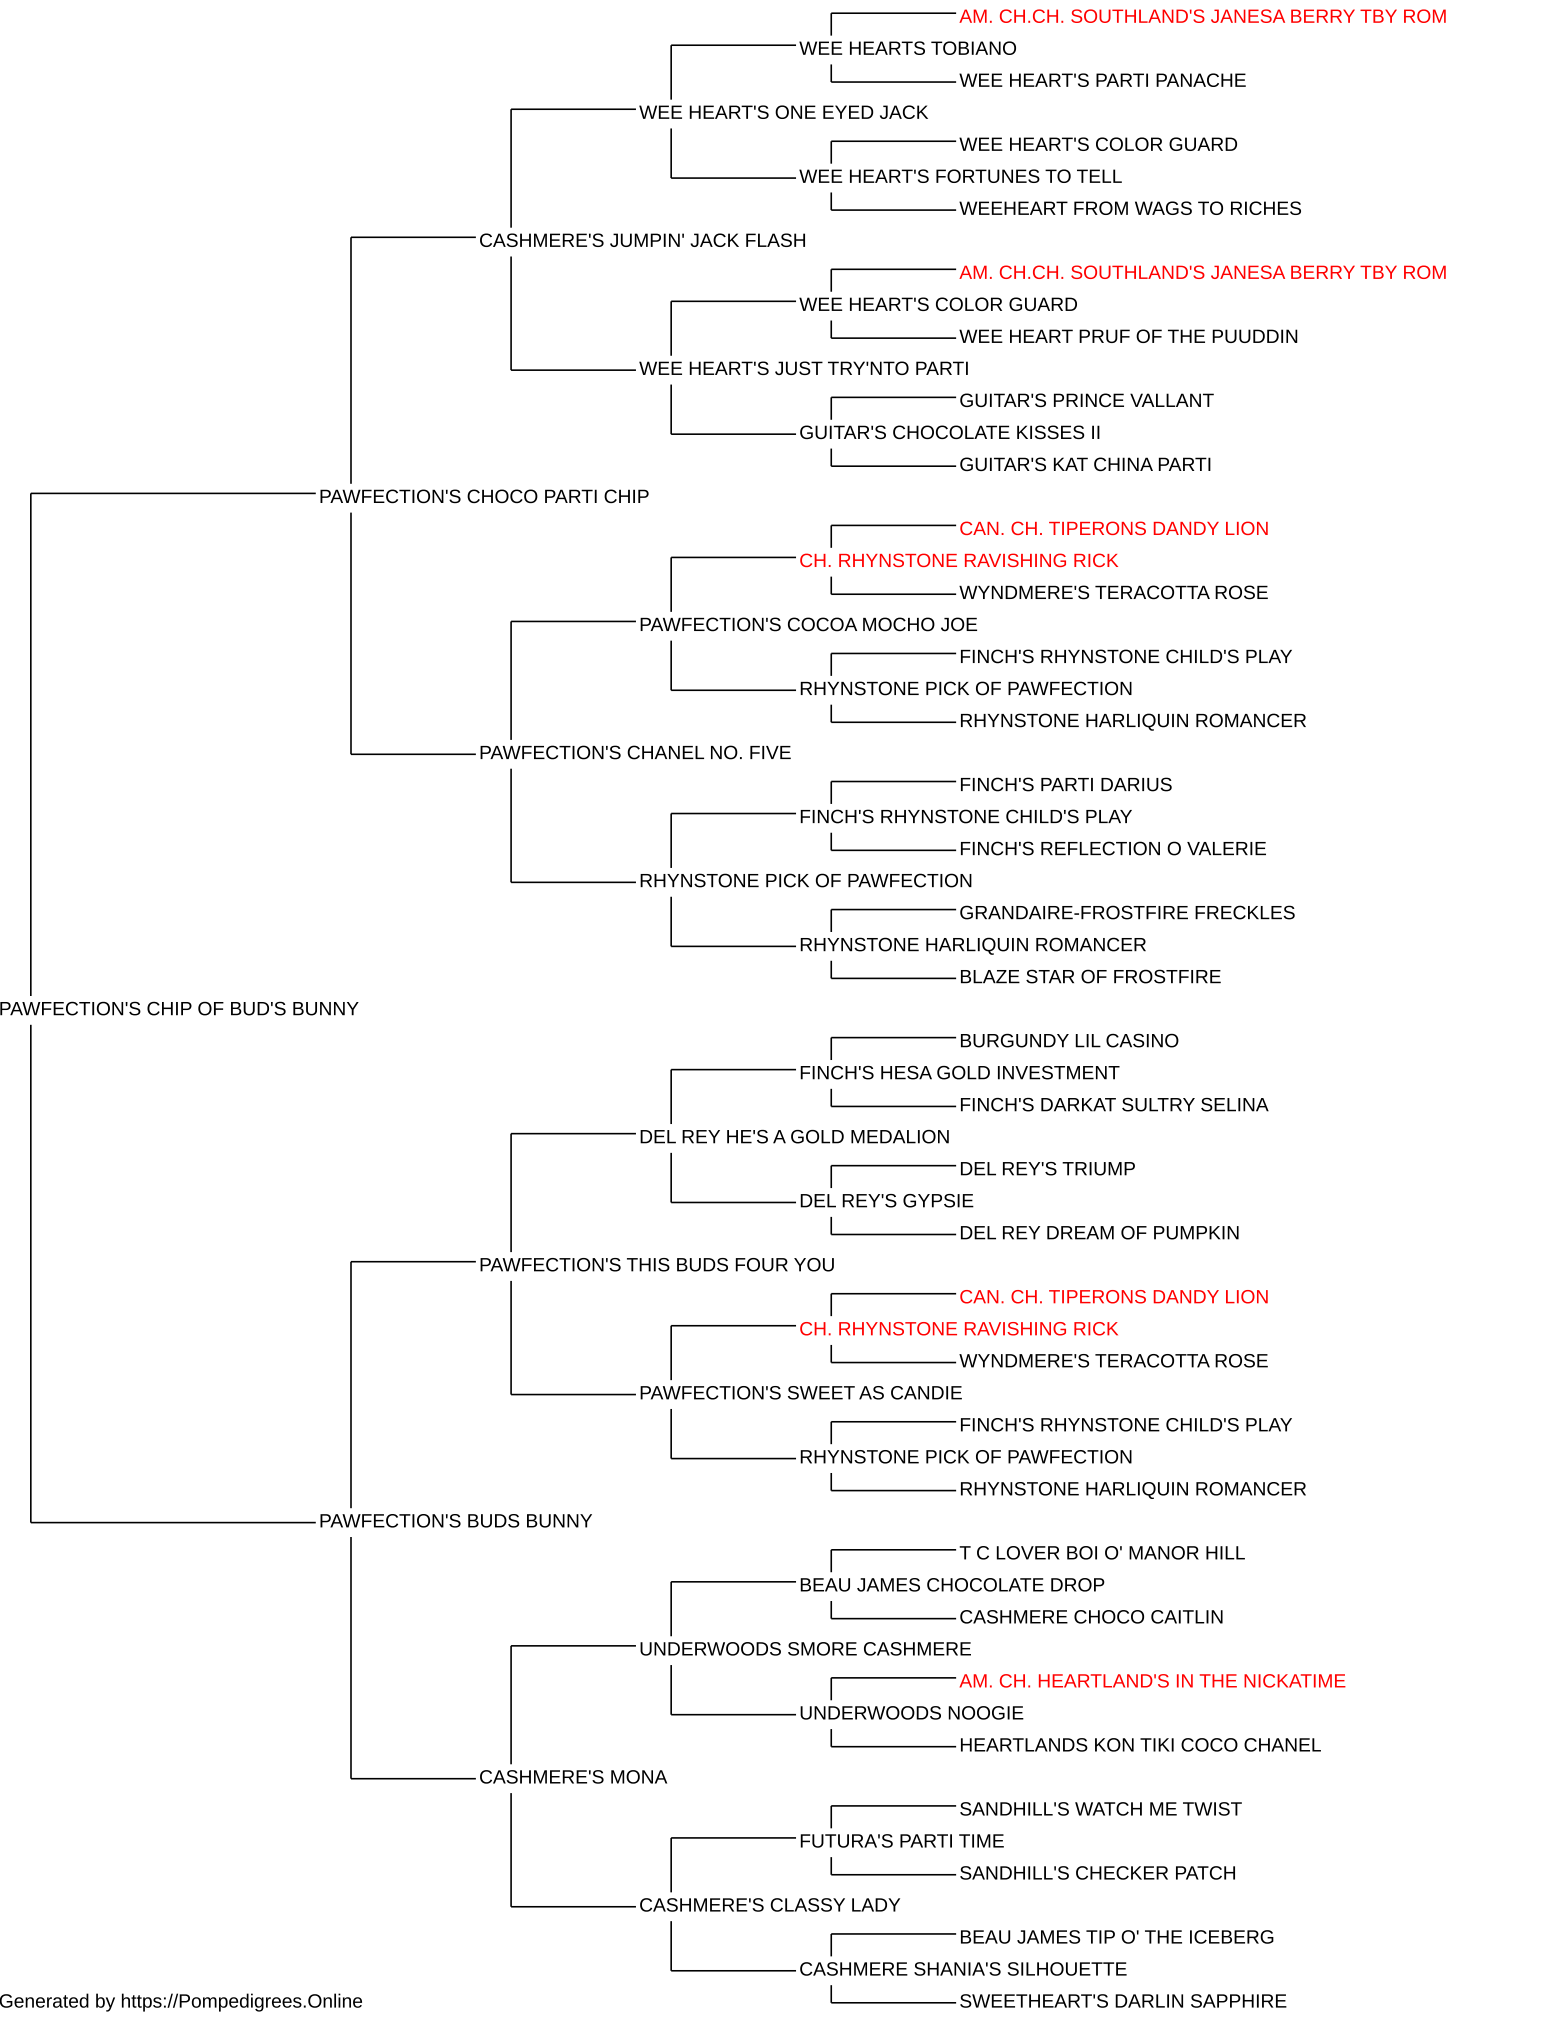 AM. CH.CH. SOUTHLAND'S JANESA BERRY TBY ROM
WEE HEARTS TOBIANO
WEE HEART'S PARTI PANACHE
WEE HEART'S ONE EYED JACK
WEE HEART'S COLOR GUARD
WEE HEART'S FORTUNES TO TELL
WEEHEART FROM WAGS TO RICHES
CASHMERE'S JUMPIN' JACK FLASH
AM. CH.CH. SOUTHLAND'S JANESA BERRY TBY ROM
WEE HEART'S COLOR GUARD
WEE HEART PRUF OF THE PUUDDIN
WEE HEART'S JUST TRY'NTO PARTI
GUITAR'S PRINCE VALLANT
GUITAR'S CHOCOLATE KISSES II
GUITAR'S KAT CHINA PARTI
PAWFECTION'S CHOCO PARTI CHIP
CAN. CH. TIPERONS DANDY LION
CH. RHYNSTONE RAVISHING RICK
WYNDMERE'S TERACOTTA ROSE
PAWFECTION'S COCOA MOCHO JOE
FINCH'S RHYNSTONE CHILD'S PLAY
RHYNSTONE PICK OF PAWFECTION
RHYNSTONE HARLIQUIN ROMANCER
PAWFECTION'S CHANEL NO. FIVE
FINCH'S PARTI DARIUS
FINCH'S RHYNSTONE CHILD'S PLAY
FINCH'S REFLECTION O VALERIE
RHYNSTONE PICK OF PAWFECTION
GRANDAIRE-FROSTFIRE FRECKLES
RHYNSTONE HARLIQUIN ROMANCER
BLAZE STAR OF FROSTFIRE
PAWFECTION'S CHIP OF BUD'S BUNNY
BURGUNDY LIL CASINO
FINCH'S HESA GOLD INVESTMENT
FINCH'S DARKAT SULTRY SELINA
DEL REY HE'S A GOLD MEDALION
DEL REY'S TRIUMP
DEL REY'S GYPSIE
DEL REY DREAM OF PUMPKIN
PAWFECTION'S THIS BUDS FOUR YOU
CAN. CH. TIPERONS DANDY LION
CH. RHYNSTONE RAVISHING RICK
WYNDMERE'S TERACOTTA ROSE
PAWFECTION'S SWEET AS CANDIE
FINCH'S RHYNSTONE CHILD'S PLAY
RHYNSTONE PICK OF PAWFECTION
RHYNSTONE HARLIQUIN ROMANCER
PAWFECTION'S BUDS BUNNY
T C LOVER BOI O' MANOR HILL
BEAU JAMES CHOCOLATE DROP
CASHMERE CHOCO CAITLIN
UNDERWOODS SMORE CASHMERE
AM. CH. HEARTLAND'S IN THE NICKATIME
UNDERWOODS NOOGIE
HEARTLANDS KON TIKI COCO CHANEL
CASHMERE'S MONA
SANDHILL'S WATCH ME TWIST
FUTURA'S PARTI TIME
SANDHILL'S CHECKER PATCH
CASHMERE'S CLASSY LADY
BEAU JAMES TIP O' THE ICEBERG
CASHMERE SHANIA'S SILHOUETTE
SWEETHEART'S DARLIN SAPPHIRE
Generated by https://Pompedigrees.Online